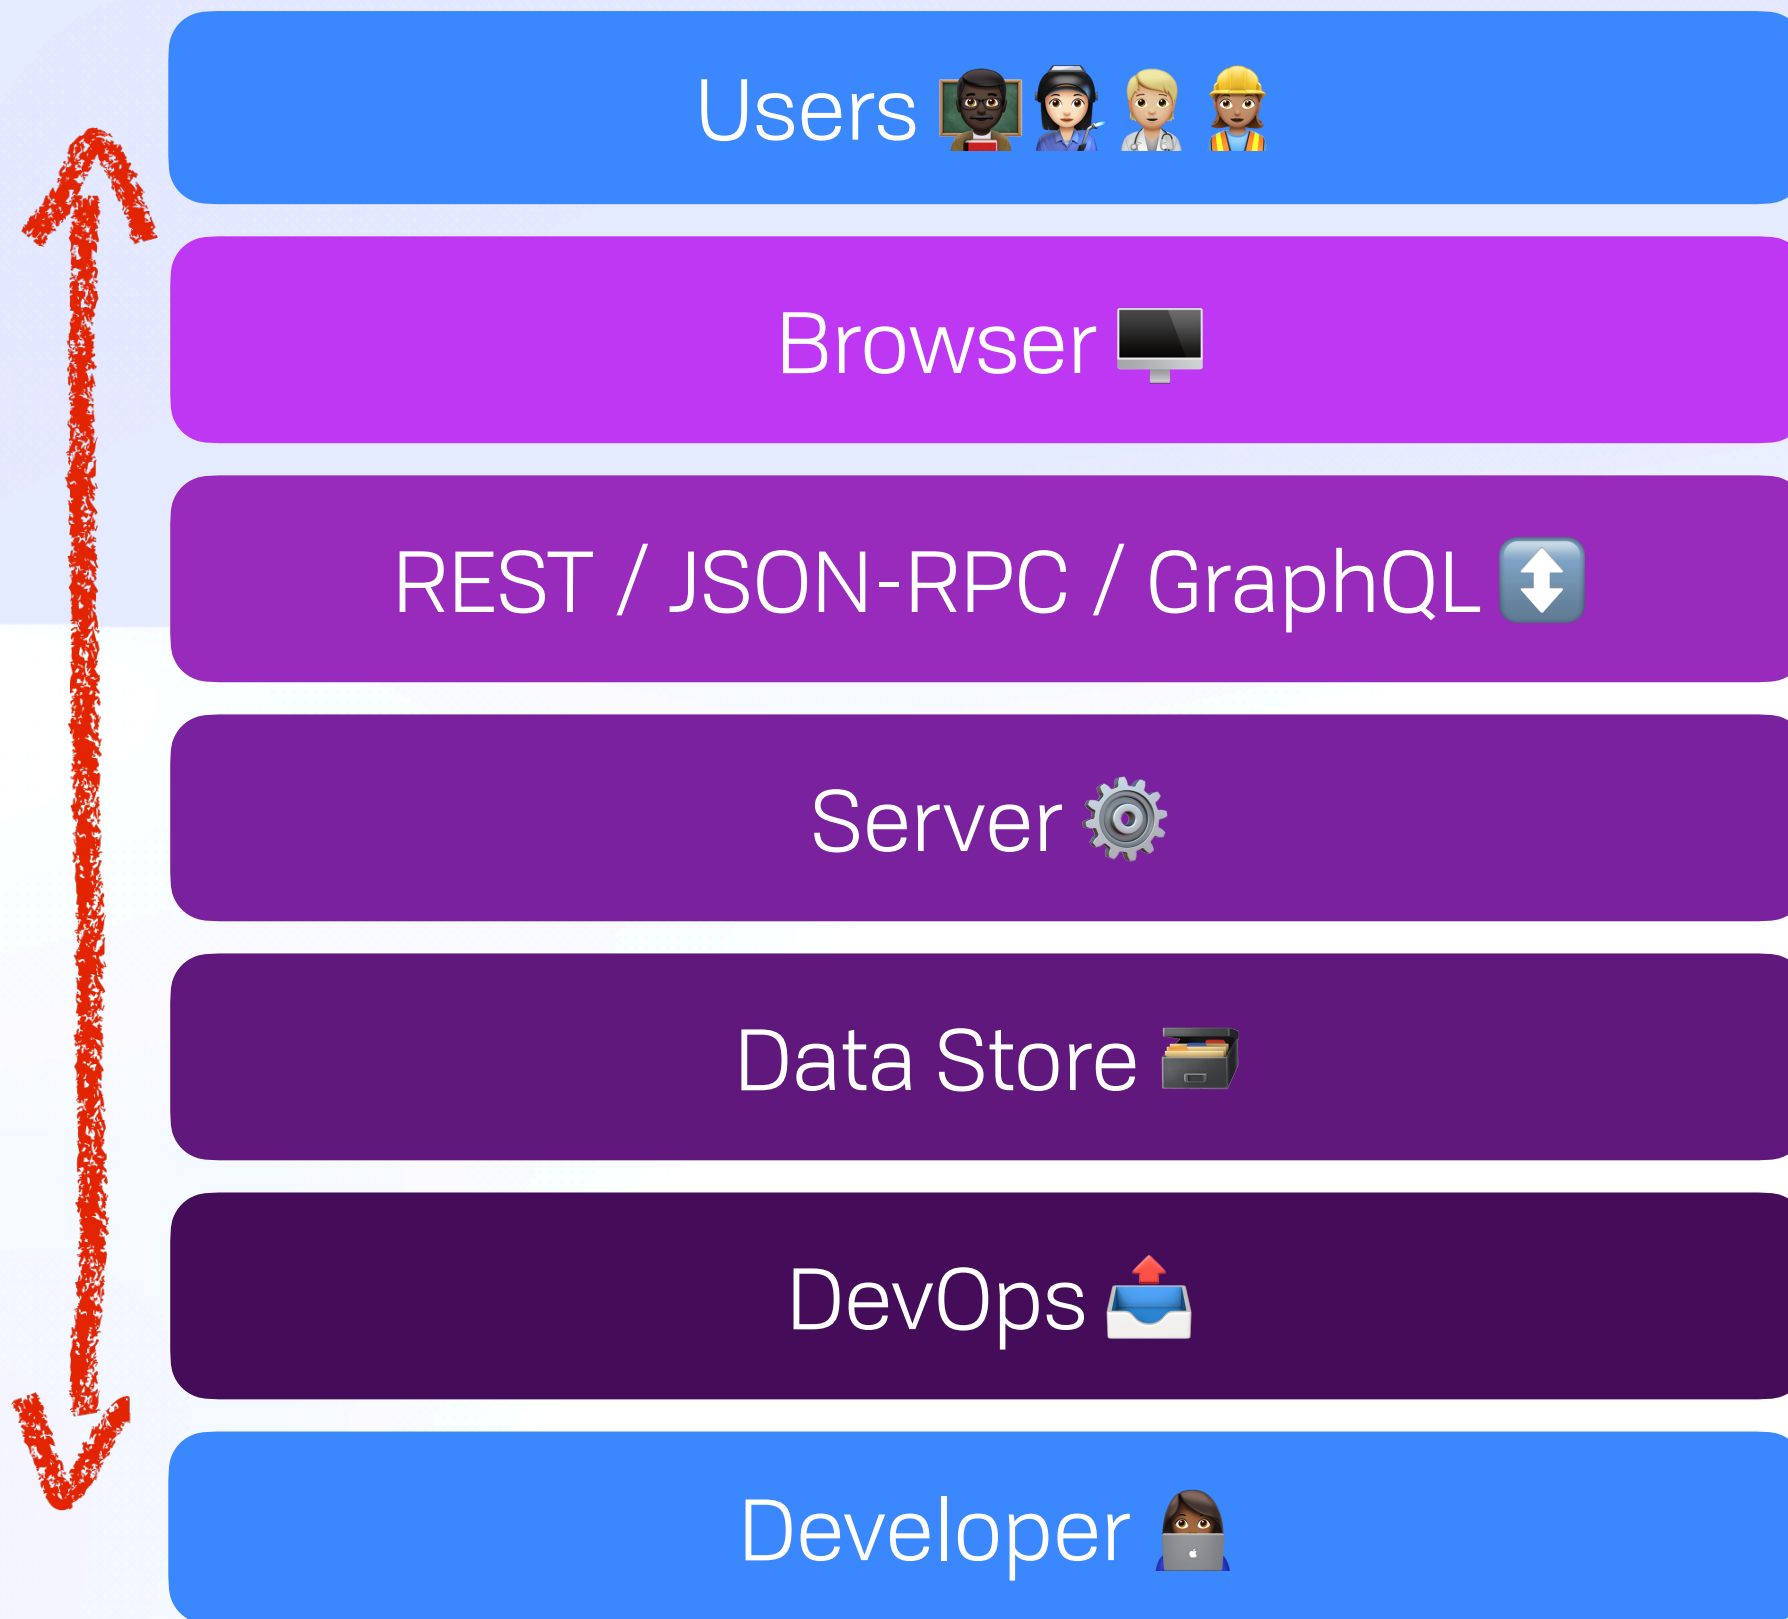 Users 👨🏿‍🏫👩🏻‍🏭🧑🏼‍⚕️👷🏽‍♀️
Browser 🖥️
REST / JSON-RPC / GraphQL ↕️
Server ⚙️
Data Store 🗃️
DevOps 📤
Developer 👩🏾‍💻